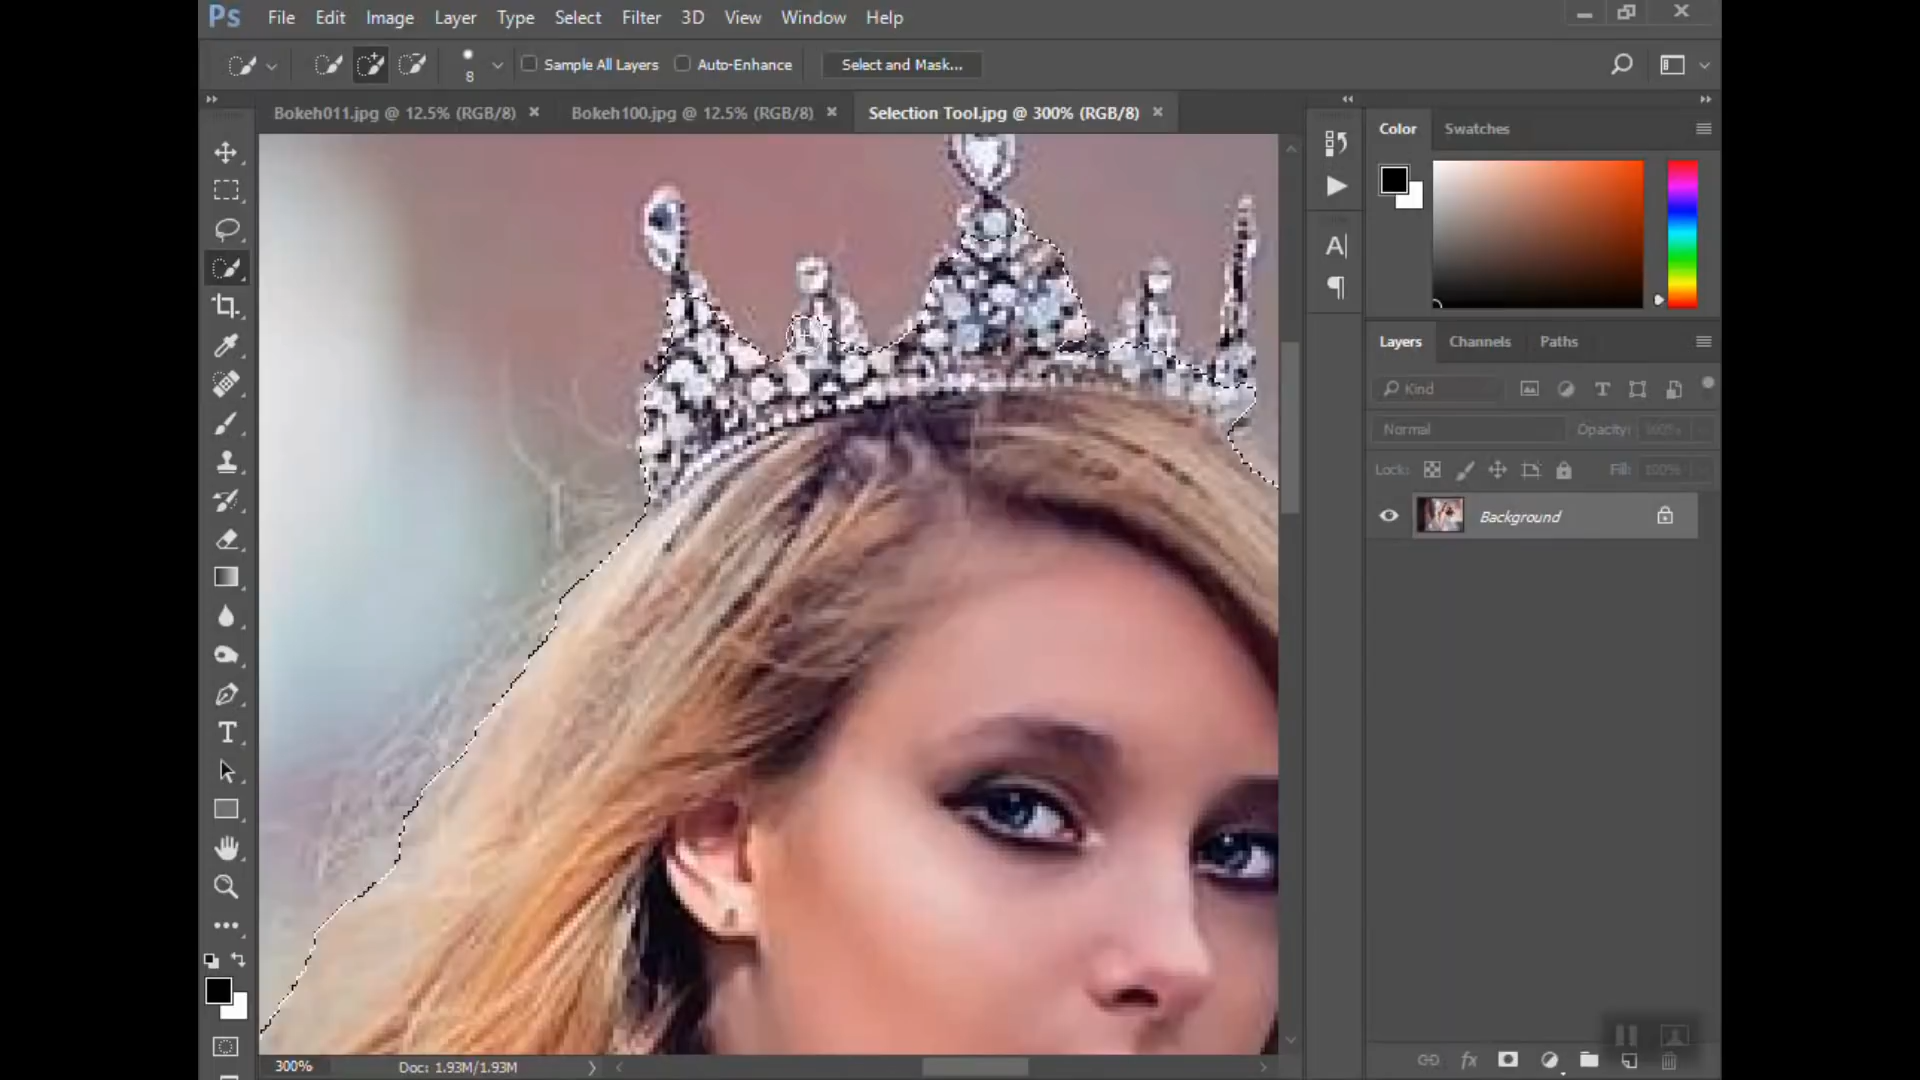 Ps File Edit Image Layer Type Select Filter 3D View Window Help
8 Sample All Layers Auto-Enhance Select and Mask...
Bokeh011.jpg @ 12.5% (RGB/8) × Bokeh100.jpg @ 12.5% (RGB/8) × Selection Tool.jpg @ 300% (RGB/8) ×
Color Swatches
Layers Channels Paths
Kind
Normal Opacity: 100%
Lock: Fill: 100%
Background
300% Doc: 1.93M/1.93M